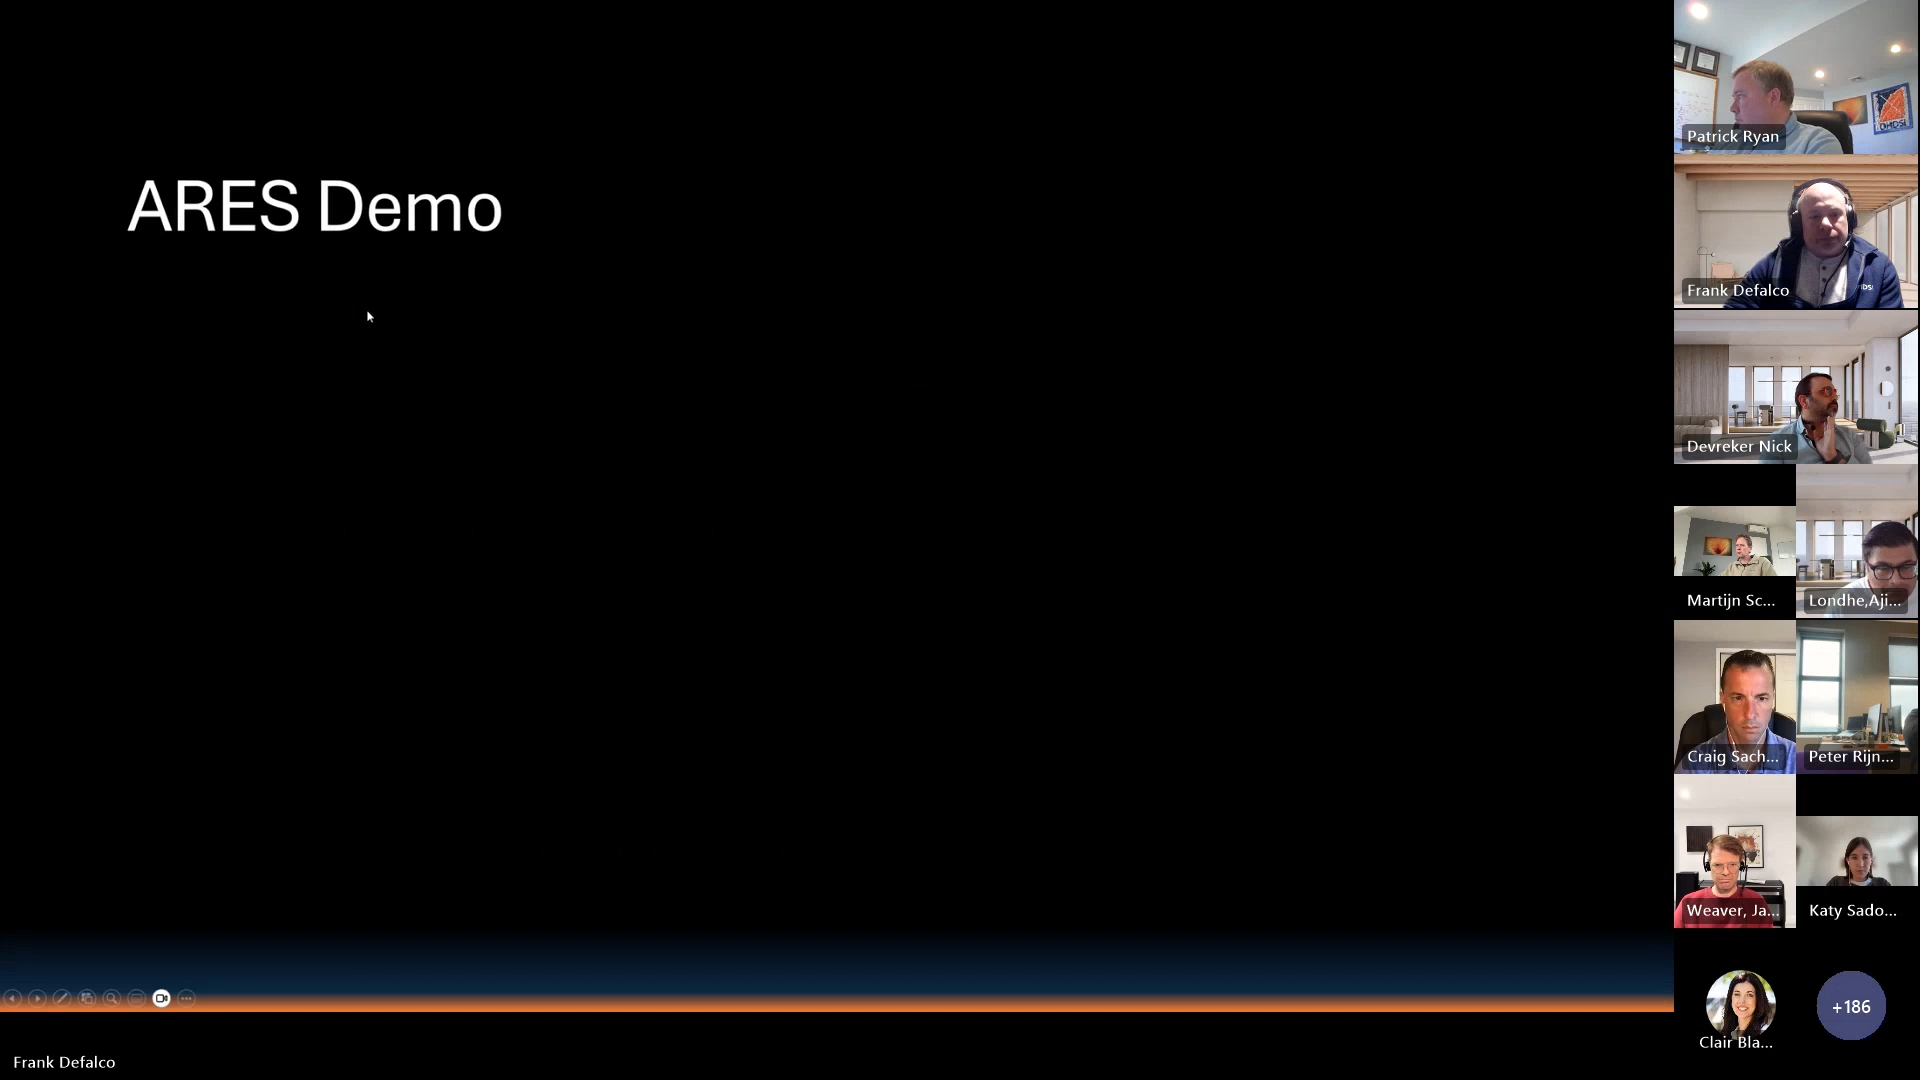 ARES Demo
Patrick Ryan
OHDSI
Frank Defalco
Devreker Nick
Martijn Sc...
Londhe,Aji...
Craig Sach...
Peter Rijn...
Weaver, Ja...
Katy Sado...
Clair Bla...
+186
Frank Defalco